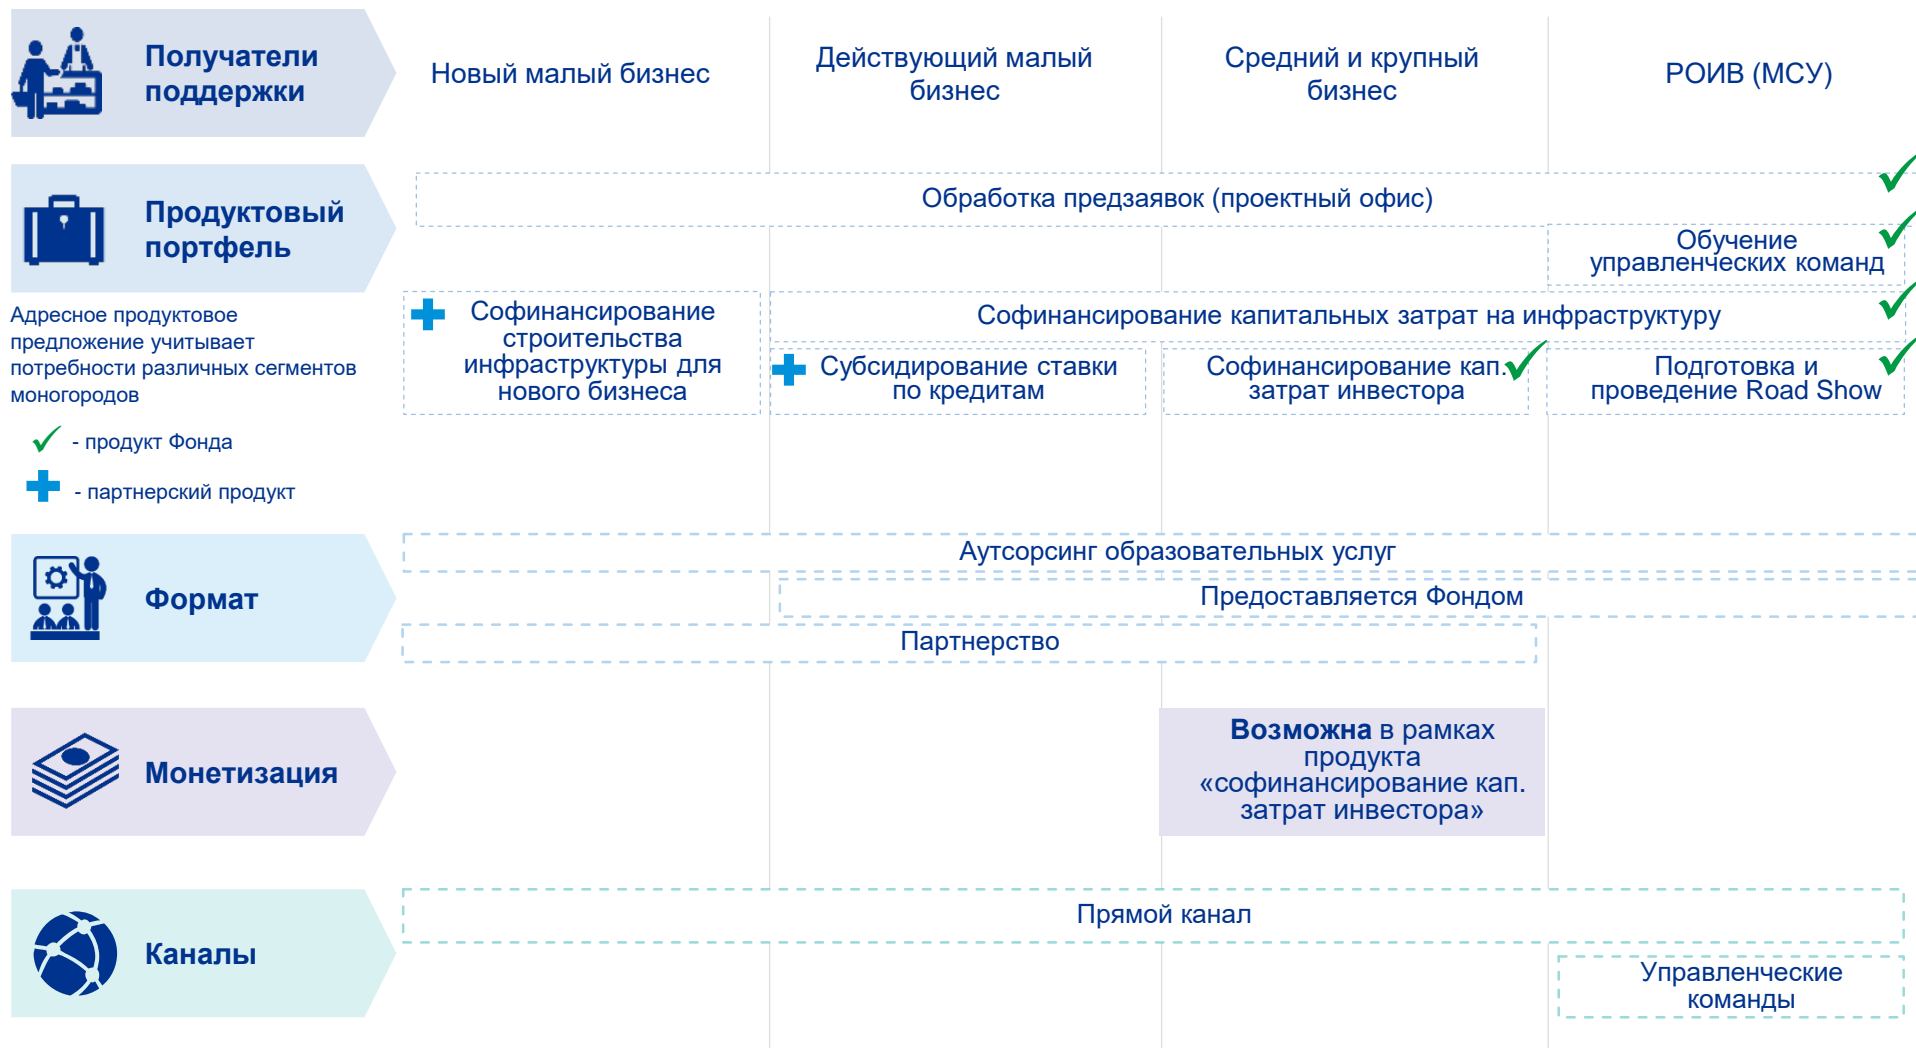 Получатели
поддержки
Новый малый бизнес
Действующий малый
бизнес
Средний и крупный
бизнес
РОИВ (МСУ)
Продуктовый
портфель
Обработка предзаявок (проектный офис)
Обучение
управленческих команд
Адресное продуктовое
предложение учитывает
потребности различных сегментов
моногородов
Софинансирование
строительства
инфраструктуры для
нового бизнеса
Софинансирование капитальных затрат на инфраструктуру
Субсидирование ставки
по кредитам
Софинансирование кап.
затрат инвестора
Подготовка и
проведение Road Show
- продукт Фонда
- партнерский продукт
Формат
Аутсорсинг образовательных услуг
Предоставляется Фондом
Партнерство
Монетизация
Возможна в рамках
продукта
«софинансирование кап.
затрат инвестора»
Каналы
Прямой канал
Управленческие
команды